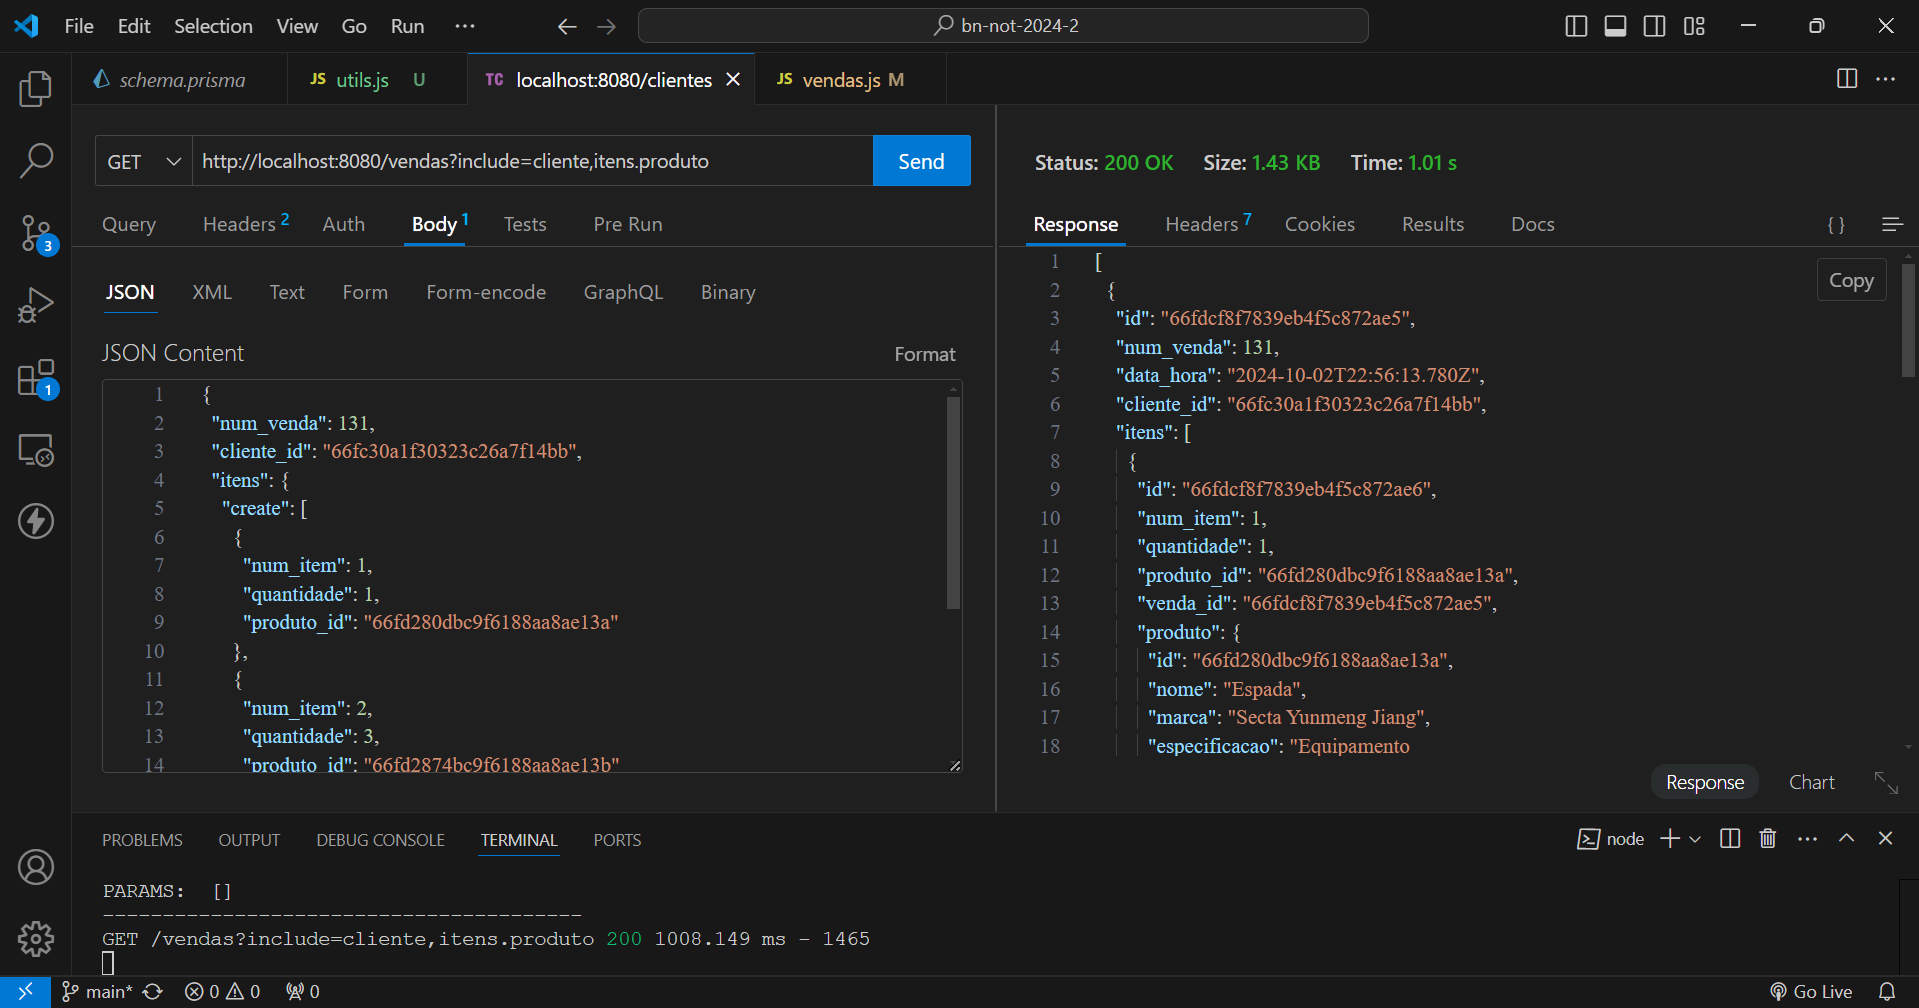 File Edit Selection View Go Run ··· bn-not-2024-2
schema.prisma JS utils.js U TC localhost:8080/clientes JS vendas.js M ···
GET http://localhost:8080/vendas?include=cliente,itens.produto Send
Query Headers 2 Auth Body 1 Tests Pre Run
JSON XML Text Form Form-encode GraphQL Binary
JSON Content Format
1 {
2 "num_venda": 131,
3 "cliente_id": "66fc30a1f30323c26a7f14bb",
4 "itens": {
5 "create": [
6 {
7 "num_item": 1,
8 "quantidade": 1,
9 "produto_id": "66fd280dbc9f6188aa8ae13a"
10 },
11 {
12 "num_item": 2,
13 "quantidade": 3,
14 "produto_id": "66fd2874bc9f6188aa8ae13b"
Status: 200 OK Size: 1.43 KB Time: 1.01 s
Response Headers 7 Cookies Results Docs { }
Copy
1 [
2 {
3 "id": "66fdcf8f7839eb4f5c872ae5",
4 "num_venda": 131,
5 "data_hora": "2024-10-02T22:56:13.780Z",
6 "cliente_id": "66fc30a1f30323c26a7f14bb",
7 "itens": [
8 {
9 "id": "66fdcf8f7839eb4f5c872ae6",
10 "num_item": 1,
11 "quantidade": 1,
12 "produto_id": "66fd280dbc9f6188aa8ae13a",
13 "venda_id": "66fdcf8f7839eb4f5c872ae5",
14 "produto": {
15 "id": "66fd280dbc9f6188aa8ae13a",
16 "nome": "Espada",
17 "marca": "Secta Yunmeng Jiang",
18 "especificacao": "Equipamento
Response Chart
3
1
PROBLEMS OUTPUT DEBUG CONSOLE TERMINAL PORTS node ···
PARAMS: []
----------------------------------------
GET /vendas?include=cliente,itens.produto 200 1008.149 ms - 1465
main* 0 0 0 Go Live